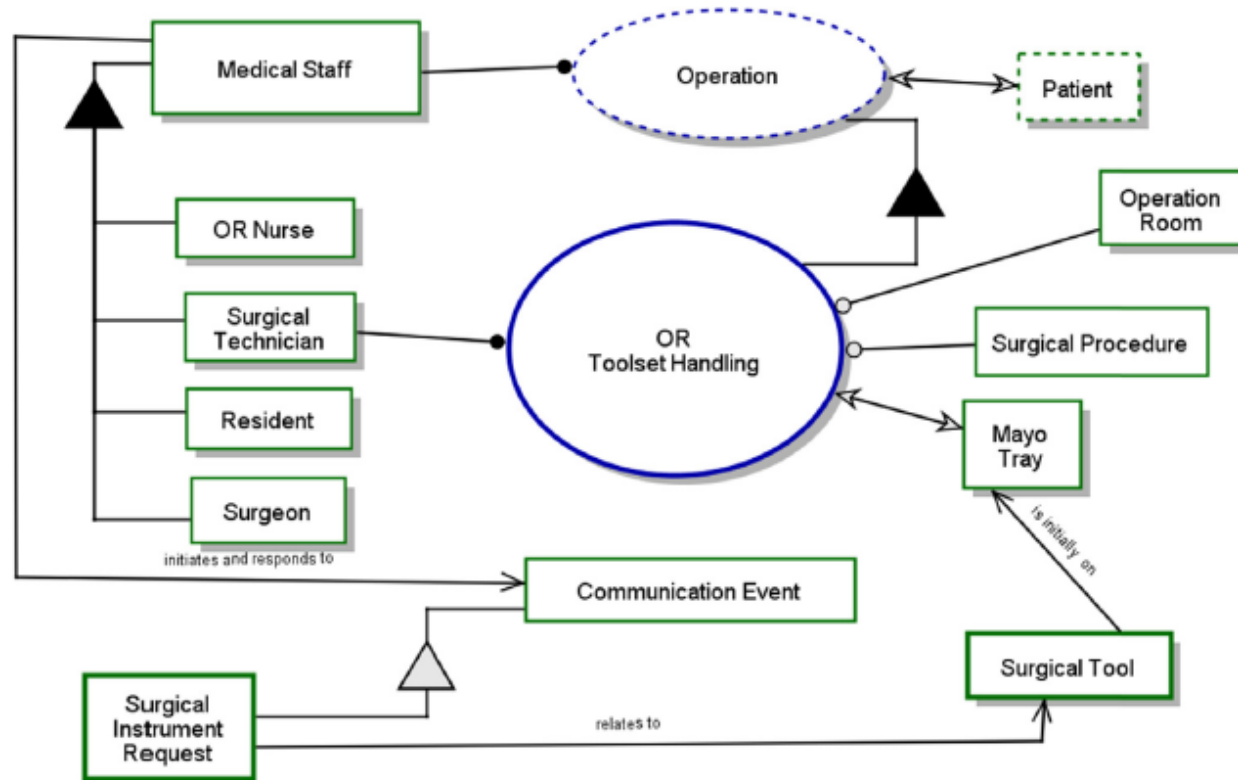 Medical Staff
Operation
Patient
Operation
Room
OR Nurse
Surgical
Technician
OR
Toolset Handling
Surgical Procedure
Resident
Mayo
Tray
Surgeon
is initially on
initiates and responds to
Communication Event
Surgical Tool
Surgical
Instrument
Request
relates to